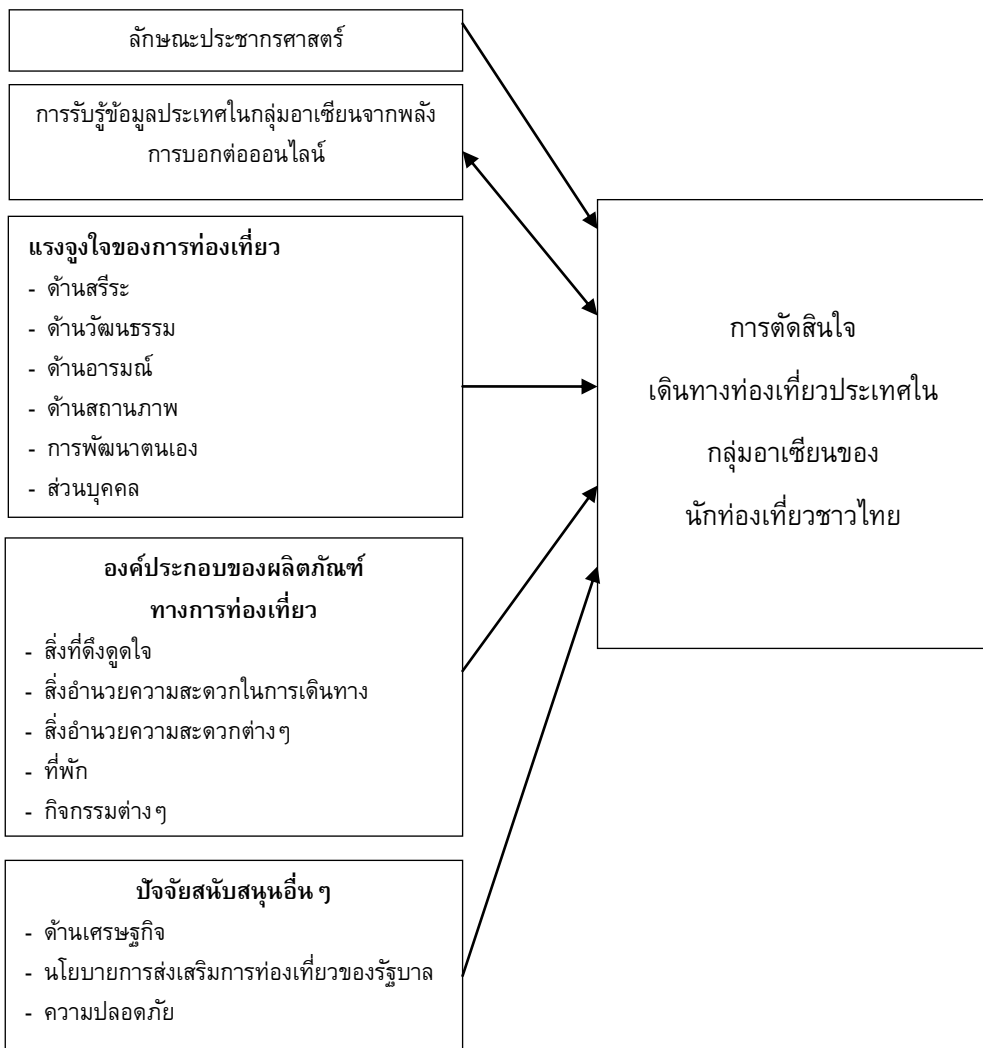 ลักษณะประชากรศาสตร์
การรับรู้ข้อมูลประเทศในกลุ่มอาเซียนจากพลัง
การบอกต่อออนไลน์
แรงจูงใจของการท่องเที่ยว
- ด้านสรีระ
- ด้านวัฒนธรรม
- ด้านอารมณ์
- ด้านสถานภาพ
- การพัฒนาตนเอง
- ส่วนบุคคล
องค์ประกอบของผลิตภัณฑ์
ทางการท่องเที่ยว
- สิ่งที่ดึงดูดใจ
- สิ่งอำนวยความสะดวกในการเดินทาง
- สิ่งอำนวยความสะดวกต่างๆ
- ที่พัก
- กิจกรรมต่างๆ
ปัจจัยสนับสนุนอื่นๆ
- ด้านเศรษฐกิจ
- นโยบายการส่งเสริมการท่องเที่ยวของรัฐบาล
- ความปลอดภัย
การตัดสินใจ
เดินทางท่องเที่ยวประเทศใน
กลุ่มอาเซียนของ
นักท่องเที่ยวชาวไทย